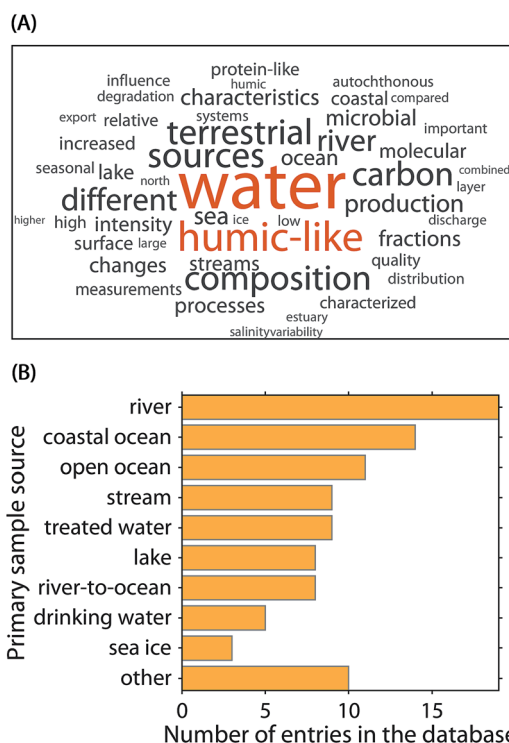 (A)
protein-like
influence
humic
autochthonous
degradation
characteristics
coastal
compared
export
relative
systems
microbial
terrestrial
important
increased
river
sources
ocean
molecular
seasonal
lake
north
water
carbon
combined
layer
different
production
higher
high
intensity
sea
ice
low
discharge
surface
large
humic-like
fractions
changes
streams
quality
composition
distribution
measurements
processes
characterized
estuary
salinity
variability
(B)
Primary sample source
river
coastal ocean
open ocean
stream
treated water
lake
river-to-ocean
drinking water
sea ice
other
0 5 10 15
Number of entries in the database